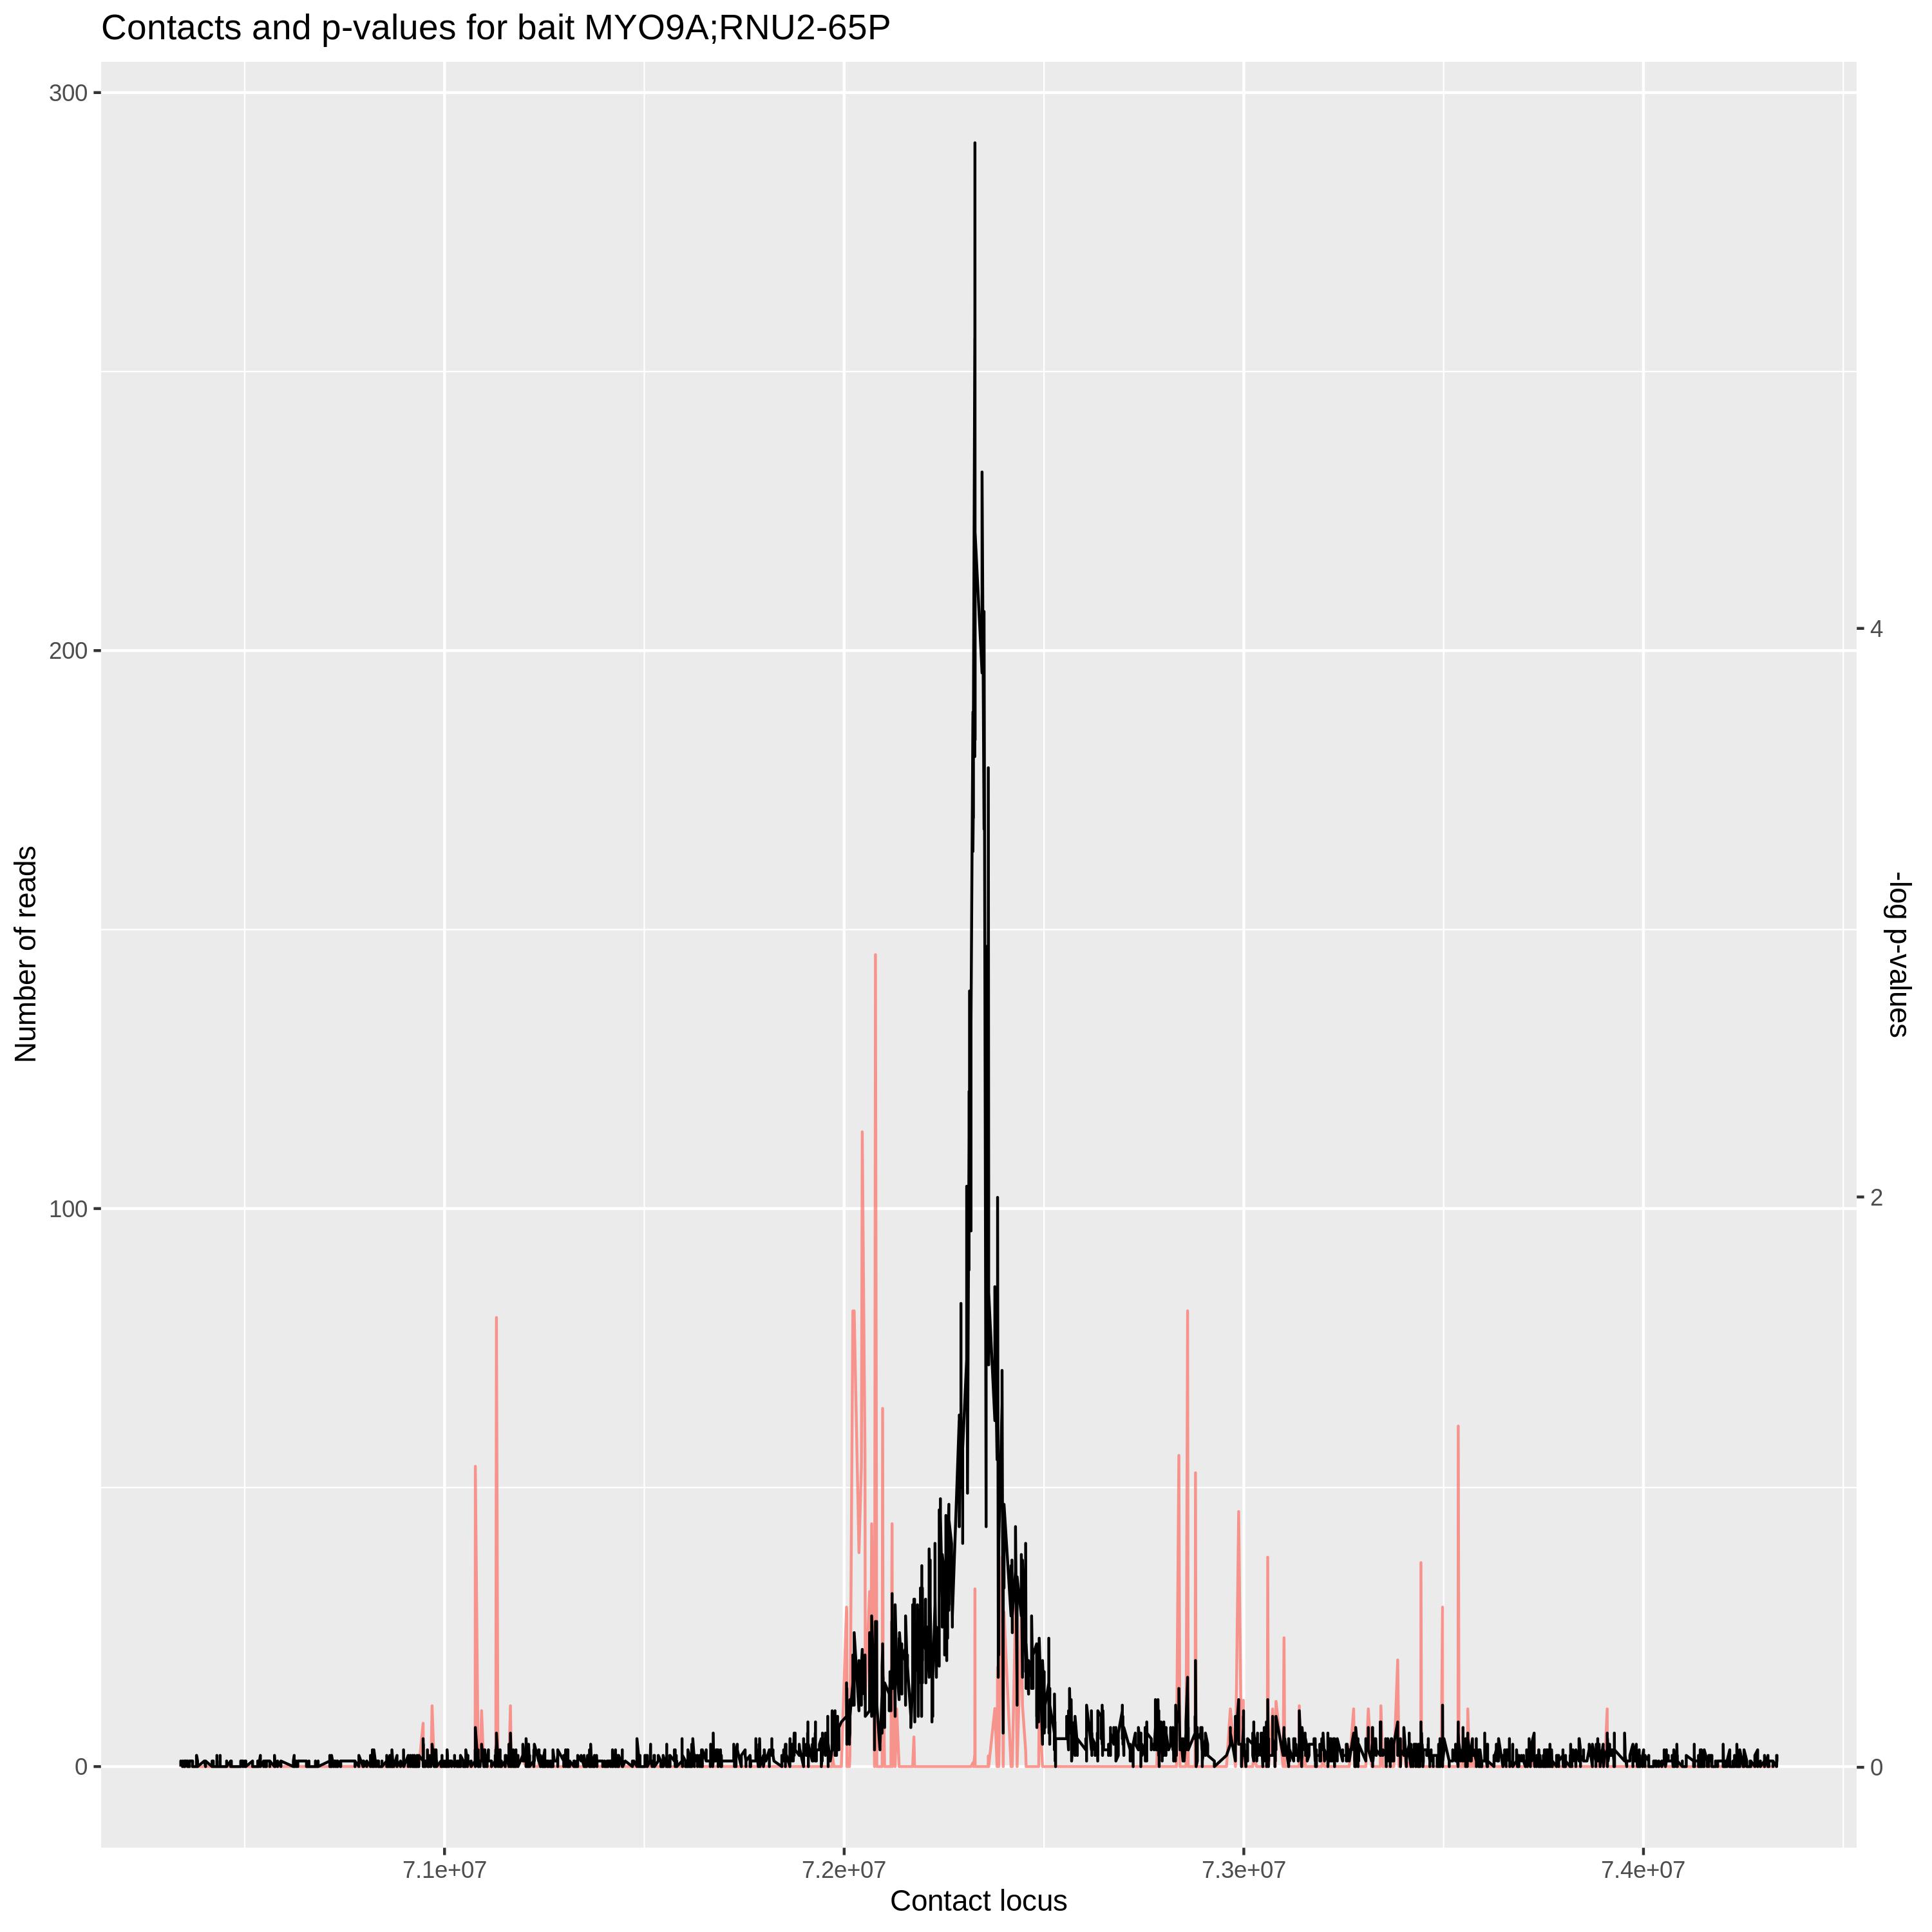 Contacts and p-values for bait MYO9A;RNU2-65P
300
200
100
0
Number of reads
4
2
0
-log p-values
7.1e+07 7.2e+07 7.3e+07 7.4e+07
Contact locus